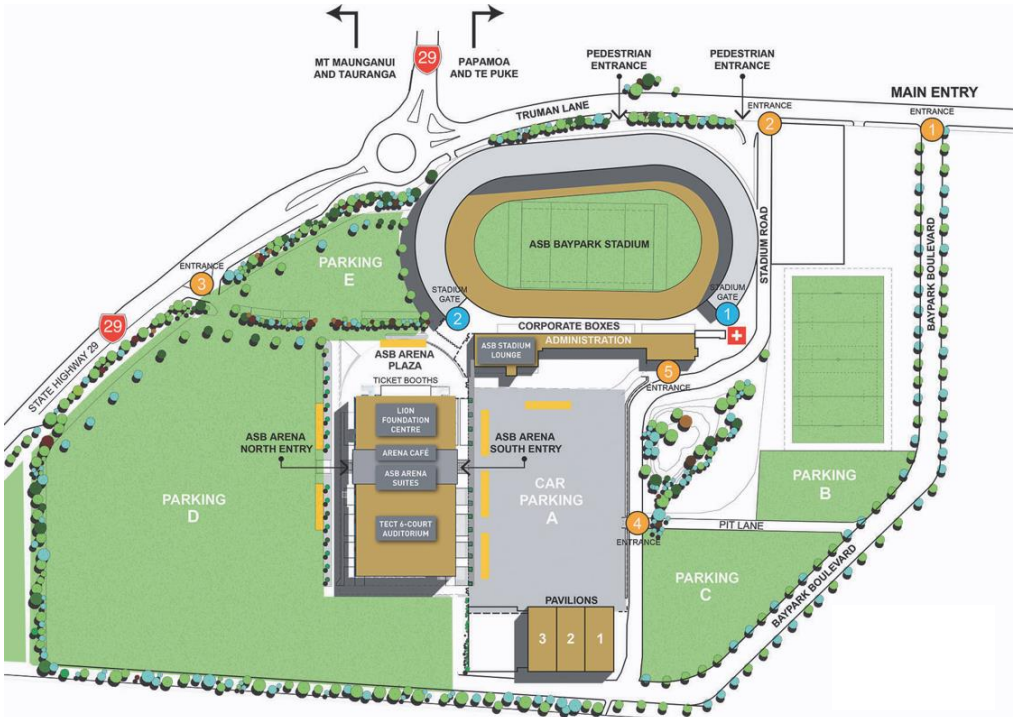 MT MAUNGANUI
AND TAURANGA
29
PAPAMOA
AND TE PUKE
PEDESTRIAN
ENTRANCE
PEDESTRIAN
ENTRANCE
MAIN ENTRY
ENTRANCE
1
ENTRANCE
2
TRUMAN LANE
ASB BAYPARK STADIUM
STADIUM ROAD
BAYPARK BOULEVARD
PARKING
E
ENTRANCE
3
29
STATE HIGHWAY 29
STADIUM
GATE
2
STADIUM
GATE
1
CORPORATE BOXES
ADMINISTRATION
ASB STADIUM
LOUNGE
ASB ARENA
PLAZA
TICKET BOOTHS
5
ENTRANCE
LION
FOUNDATION
CENTRE
ASB ARENA
NORTH ENTRY
ARENA CAFÉ
ASB ARENA
SUITES
ASB ARENA
SOUTH ENTRY
TECT 6-COURT
AUDITORIUM
CAR
PARKING
A
PARKING
B
PARKING
D
4
ENTRANCE
PIT LANE
PARKING
C
BAYPARK BOULEVARD
PAVILIONS
3 2 1